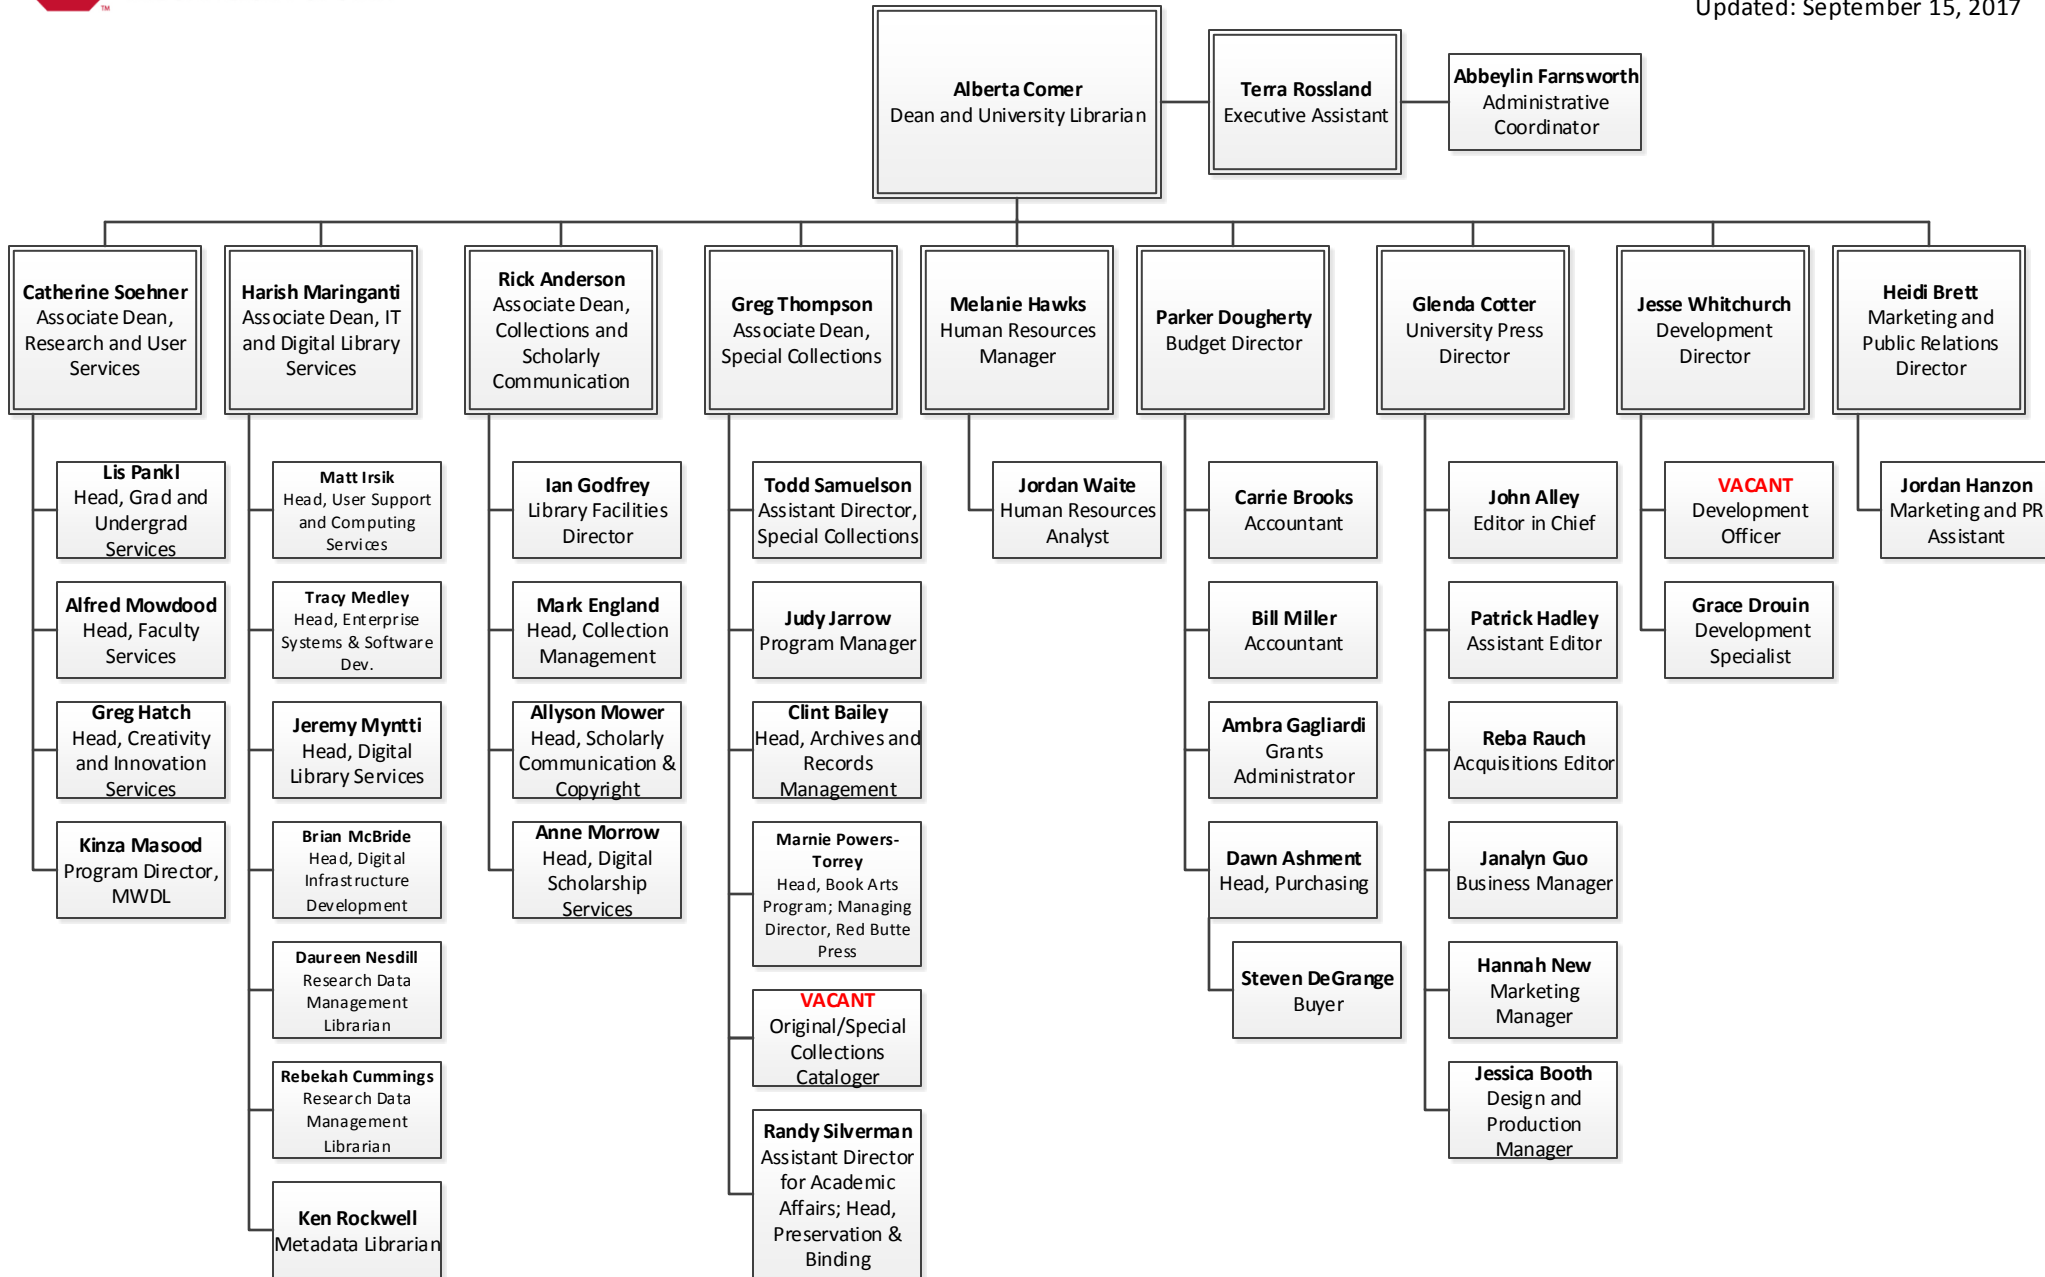 Updated: September 15, 2017
Alberta Comer
Dean and University Librarian
Terra Rossland
Executive Assistant
Abbeylin Farnsworth
Administrative
Coordinator
Catherine Soehner
Associate Dean,
Research and User
Services
Harish Maringanti
Associate Dean, IT
and Digital Library
Services
Rick Anderson
Associate Dean,
Collections and
Scholarly
Communication
Greg Thompson
Associate Dean,
Special Collections
Melanie Hawks
Human Resources
Manager
Parker Dougherty
Budget Director
Glenda Cotter
University Press
Director
Jesse Whitchurch
Development
Director
Heidi Brett
Marketing and
Public Relations
Director
Lis Pankl
Head, Grad and
Undergrad
Services
Alfred Mowdood
Head, Faculty
Services
Greg Hatch
Head, Creativity
and Innovation
Services
Kinza Masood
Program Director,
MWDL
Matt Irsik
Head, User Support
and Computing
Services
Tracy Medley
Head, Enterprise
Systems & Software
Dev.
Jeremy Myntti
Head, Digital
Library Services
Brian McBride
Head, Digital
Infrastructure
Development
Daureen Nesdill
Research Data
Management
Librarian
Rebekah Cummings
Research Data
Management
Librarian
Ken Rockwell
Metadata Librarian
Ian Godfrey
Library Facilities
Director
Mark England
Head, Collection
Management
Allyson Mower
Head, Scholarly
Communication &
Copyright
Anne Morrow
Head, Digital
Scholarship
Services
Todd Samuelson
Assistant Director,
Special Collections
Judy Jarrow
Program Manager
Clint Bailey
Head, Archives and
Records
Management
Marnie Powers-
Torrey
Head, Book Arts
Program; Managing
Director, Red Butte
Press
VACANT
Original/Special
Collections
Cataloger
Randy Silverman
Assistant Director
for Academic
Affairs; Head,
Preservation &
Binding
Jordan Waite
Human Resources
Analyst
Carrie Brooks
Accountant
Bill Miller
Accountant
Ambra Gagliardi
Grants
Administrator
Dawn Ashment
Head, Purchasing
Steven DeGrange
Buyer
John Alley
Editor in Chief
Patrick Hadley
Assistant Editor
Reba Rauch
Acquisitions Editor
Janalyn Guo
Business Manager
Hannah New
Marketing
Manager
Jessica Booth
Design and
Production
Manager
VACANT
Development
Officer
Grace Drouin
Development
Specialist
Jordan Hanzon
Marketing and PR
Assistant